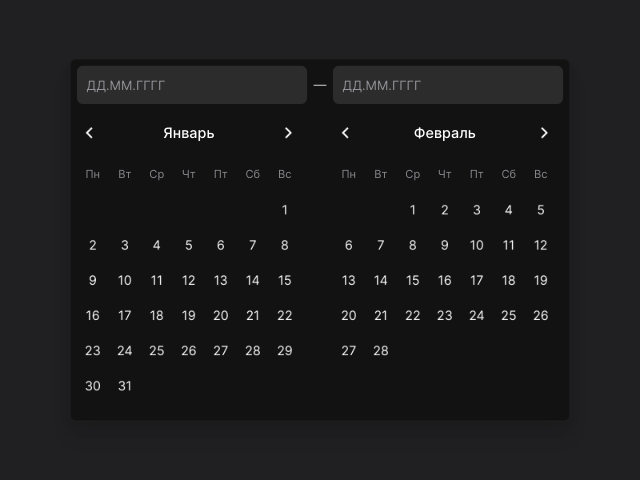 ДД.ММ.ГГГГ — ДД.ММ.ГГГГ
Январь
Пн Вт Ср Чт Пт Сб Вс
1
2 3 4 5 6 7 8
9 10 11 12 13 14 15
16 17 18 19 20 21 22
23 24 25 26 27 28 29
30 31
Февраль
Пн Вт Ср Чт Пт Сб Вс
1 2 3 4 5
6 7 8 9 10 11 12
13 14 15 16 17 18 19
20 21 22 23 24 25 26
27 28